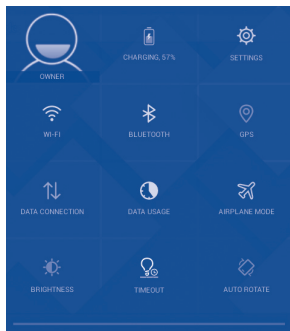 OWNER
CHARGING, 57%
SETTINGS
WI-FI
BLUETOOTH
GPS
DATA CONNECTION
DATA USAGE
AIRPLANE MODE
BRIGHTNESS
TIMEOUT
AUTO ROTATE